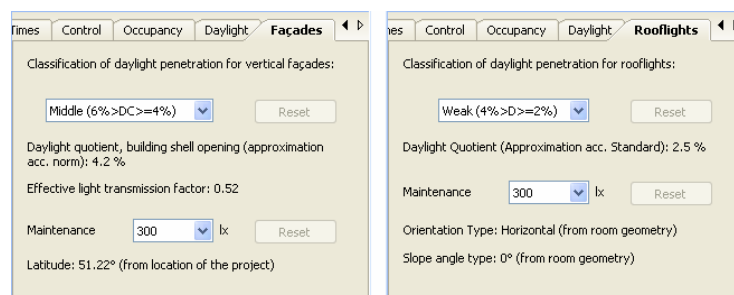 Times Control Occupancy Daylight Façades
Classification of daylight penetration for vertical façades:
Middle (6%>DC>=4%) Reset
Daylight quotient, building shell opening (approximation
acc. norm): 4.2 %
Effective light transmission factor: 0.52
Maintenance 300 lx Reset
Latitude: 51.22° (from location of the project)
Control Occupancy Daylight Rooflights
Classification of daylight penetration for rooflights:
Weak (4%>D>=2%) Reset
Daylight Quotient (Approximation acc. Standard): 2.5 %
Maintenance 300 lx Reset
Orientation Type: Horizontal (from room geometry)
Slope angle type: 0° (from room geometry)